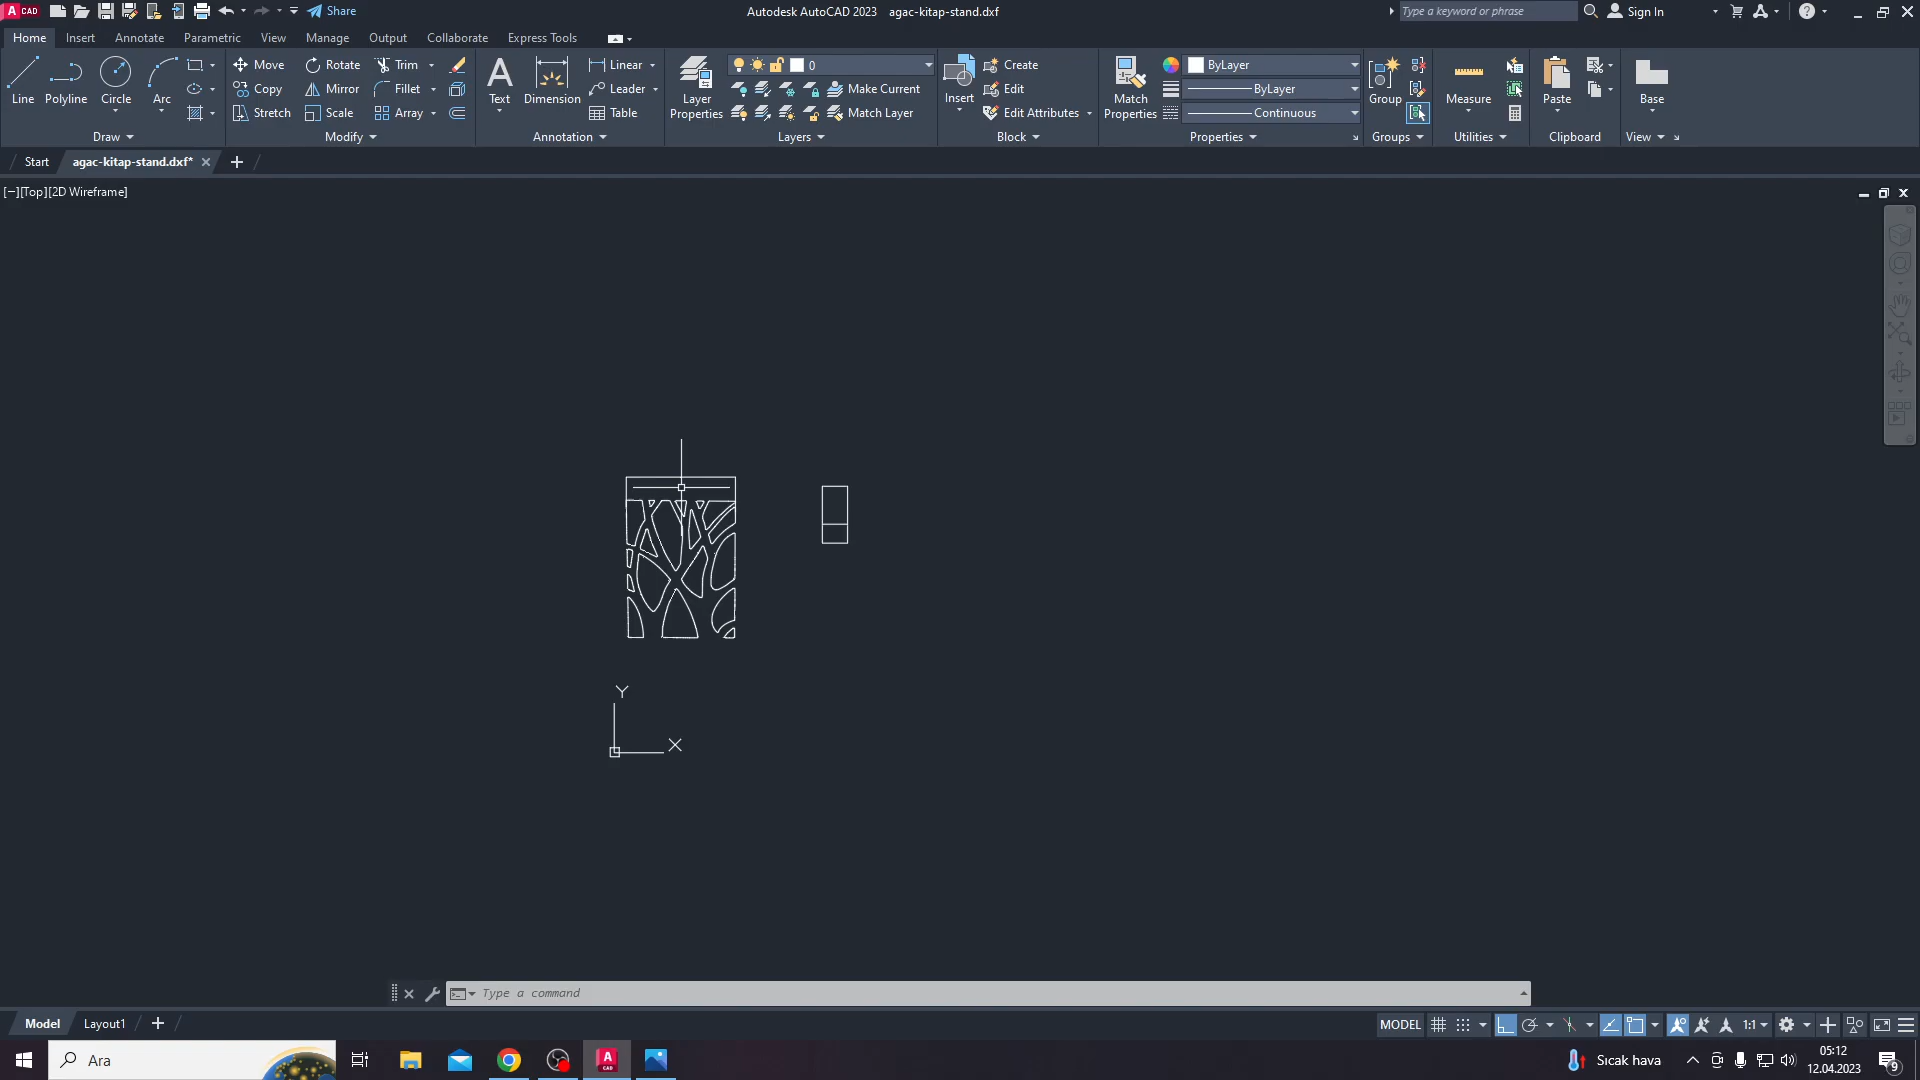 A CAD Share Autodesk AutoCAD 2023 agac-kitap-stand.dxf Type a keyword or phrase Sign In
Home Insert Annotate Parametric View Manage Output Collaborate Express Tools
Line Polyline Circle Arc
Move Rotate Trim
Copy Mirror Fillet
Stretch Scale Array
Text Dimension
Linear
Leader
Table
Layer Properties
0
Make Current
Match Layer
Insert
Create
Edit
Edit Attributes
Match Properties
ByLayer
ByLayer
Continuous
Group Measure Paste Base
Draw Modify Annotation Layers Block Properties Groups Utilities Clipboard View
Start agac-kitap-stand.dxf*
[−][Top][2D Wireframe]
Y
X
Type a command
Model Layout1 MODEL 1:1
Ara
A CAD
Sıcak hava
05:12
12.04.2023
9